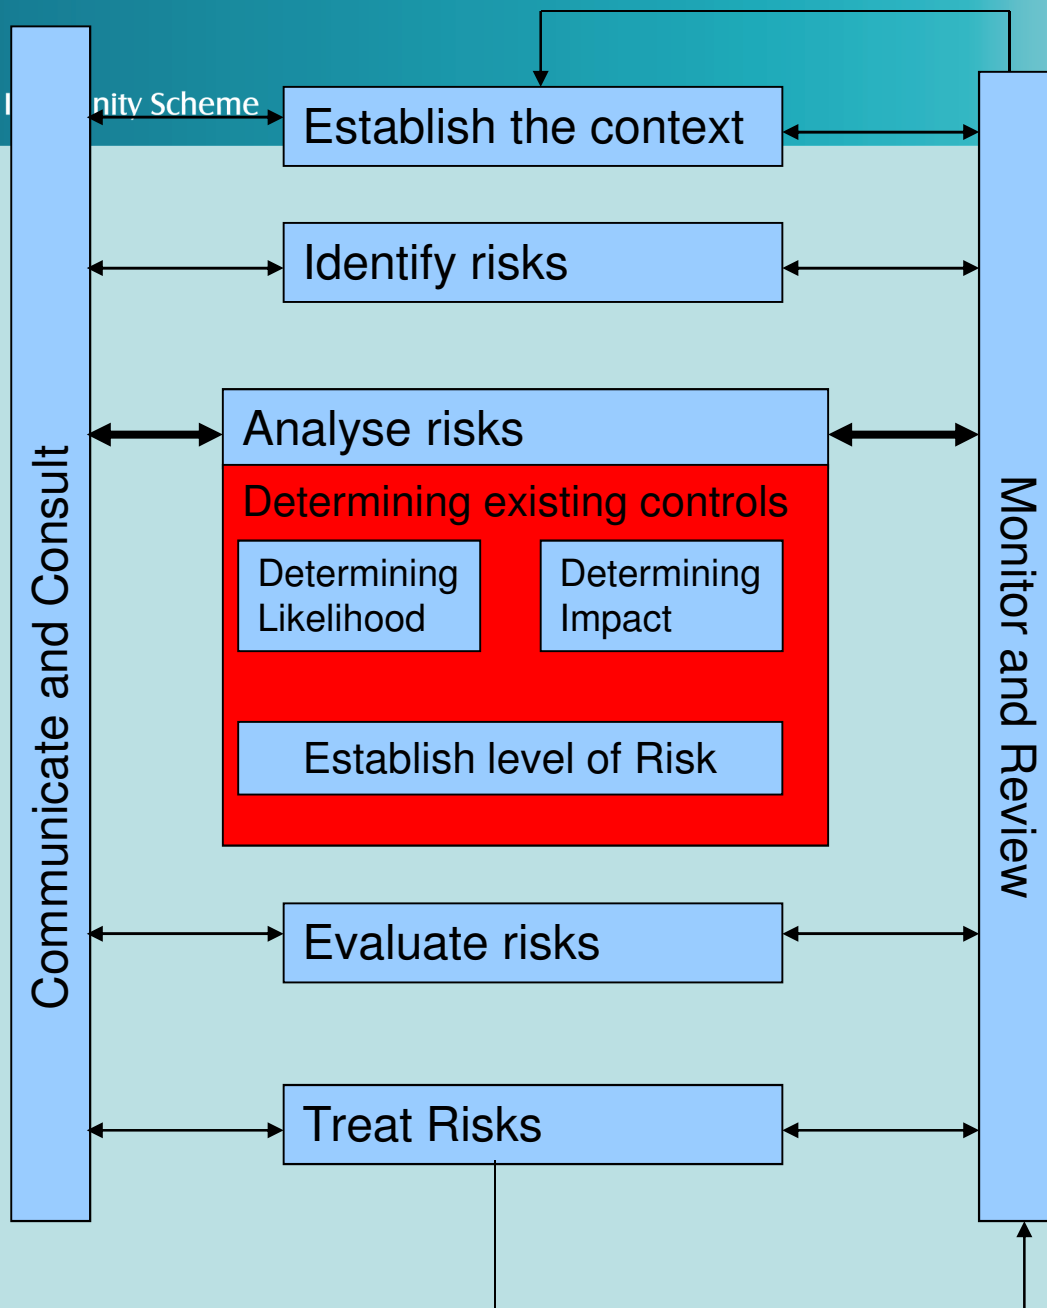 nity Scheme
Establish the context
Identify risks
Analyse risks
Determining existing controls
Determining
Likelihood
Determining
Impact
Establish level of Risk
Evaluate risks
Treat Risks
Communicate and Consult
Monitor and Review